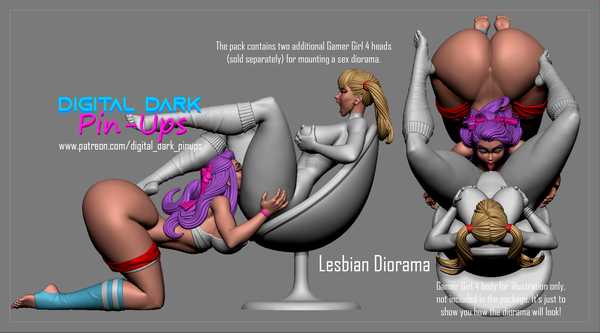 The pack contains two additional Gamer Girl 4 heads
(sold separately) for mounting a sex diorama.
DIGITAL DARK
Pin-Ups
www.patreon.com/digital_dark_pinups
Lesbian Diorama
Gamer Girl 4 body for illustration only,
not included in the package. It's just to
show you how the diorama will look!